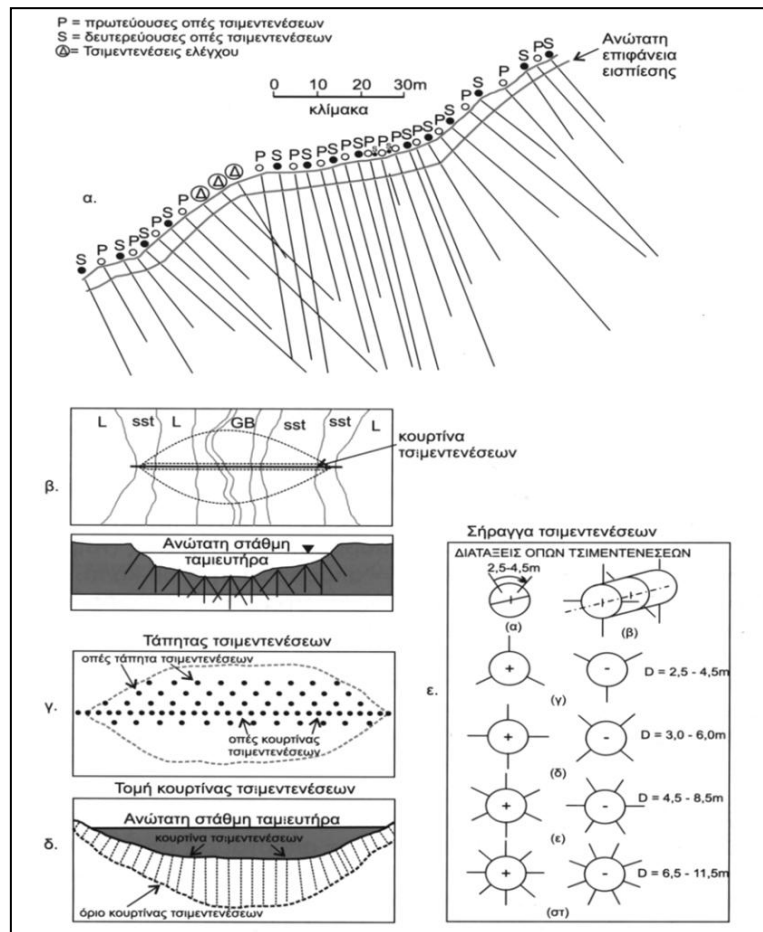 P = πρωτεύουσες οπές τσιμεντενέσεων
S = δευτερεύουσες οπές τσιμεντενέσεων
Δ = Τσιμεντενέσεις ελέγχου
Ανώτατη
επιφάνεια
εισπίεσης
0 10 20 30m
κλίμακα
α.
S P S P S P S P Δ Δ Δ P S P S P S P S P P S P S P S P S P S P S P S
β.
L sst L GB sst sst L
κουρτίνα
τσιμεντενέσεων
Ανώτατη στάθμη
ταμιευτήρα
Τάπητας τσιμεντενέσεων
οπές τάπητα τσιμεντενέσεων
γ.
οπές κουρτίνας
τσιμεντενέσεων
Τομή κουρτίνας τσιμεντενέσεων
Ανώτατη στάθμη ταμιευτήρα
κουρτίνα τσιμεντενέσεων
δ.
όριο κουρτίνας τσιμεντενέσεων
Σήραγγα τσιμεντενέσεων
ΔΙΑΤΑΞΕΙΣ ΟΠΩΝ ΤΣΙΜΕΝΤΕΝΕΣΕΩΝ
2,5-4,5m
(α) (β)
D = 2,5 - 4,5m
ε.
(γ)
D = 3,0 - 6,0m
(δ)
D = 4,5 - 8,5m
(ε)
D = 6,5 - 11,5m
(στ)